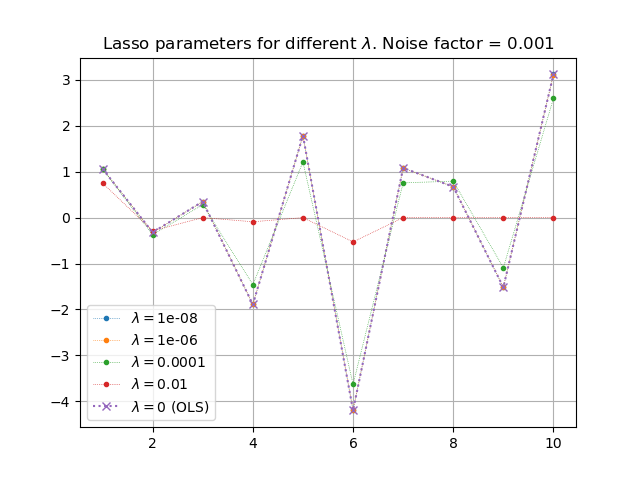 Lasso parameters for different λ. Noise factor = 0.001
3
2
1
0
−1
−2
−3
−4
λ = 1e-08
λ = 1e-06
λ = 0.0001
λ = 0.01
λ = 0 (OLS)
2 4 6 8 10